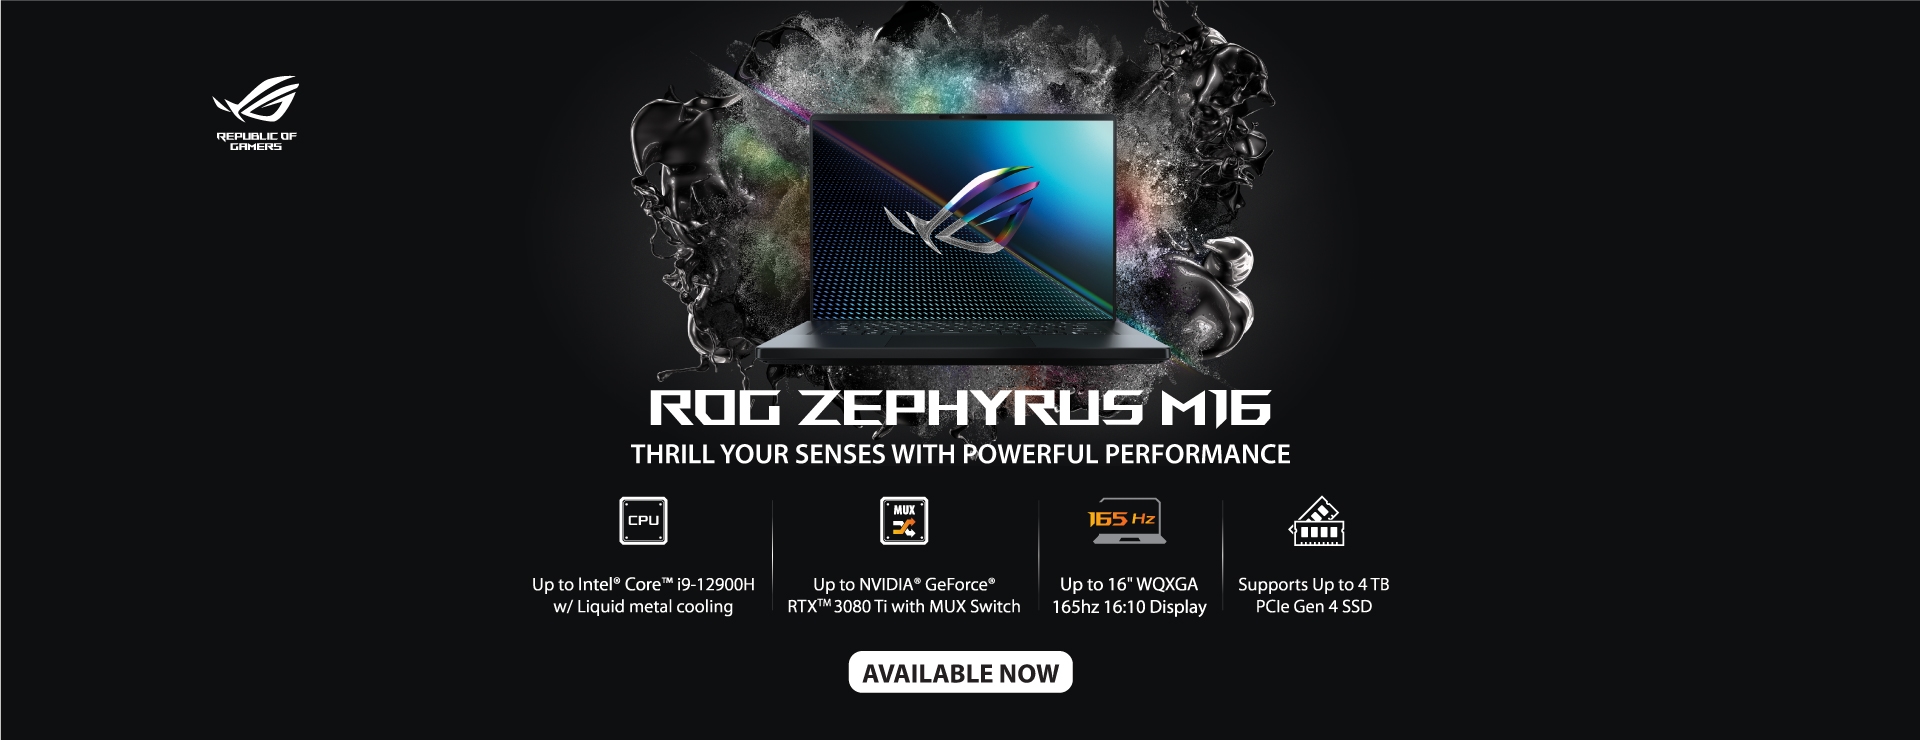 REPUBLIC OF
GAMERS
ROG ZEPHYRUS M16
THRILL YOUR SENSES WITH POWERFUL PERFORMANCE
CPU
MUX
165 Hz
Up to Intel® Core™ i9-12900H
w/ Liquid metal cooling
Up to NVIDIA® GeForce®
RTX™ 3080 Ti with MUX Switch
Up to 16" WQXGA
165hz 16:10 Display
Supports Up to 4 TB
PCIe Gen 4 SSD
AVAILABLE NOW